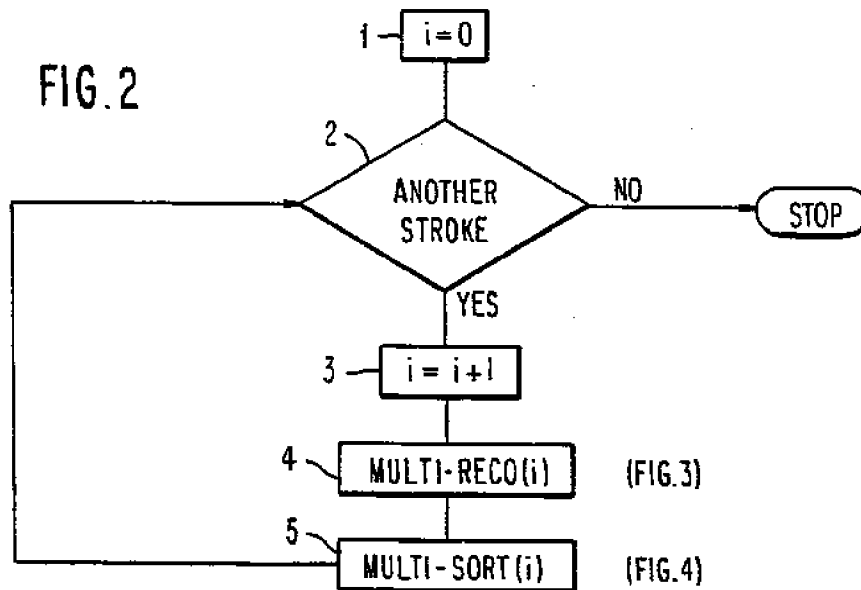 1
i=0
FIG.2
2
ANOTHER
STROKE
NO
STOP
YES
3
i = i+1
4
MULTI-RECO(i)
(FIG.3)
5
MULTI-SORT(i)
(FIG.4)